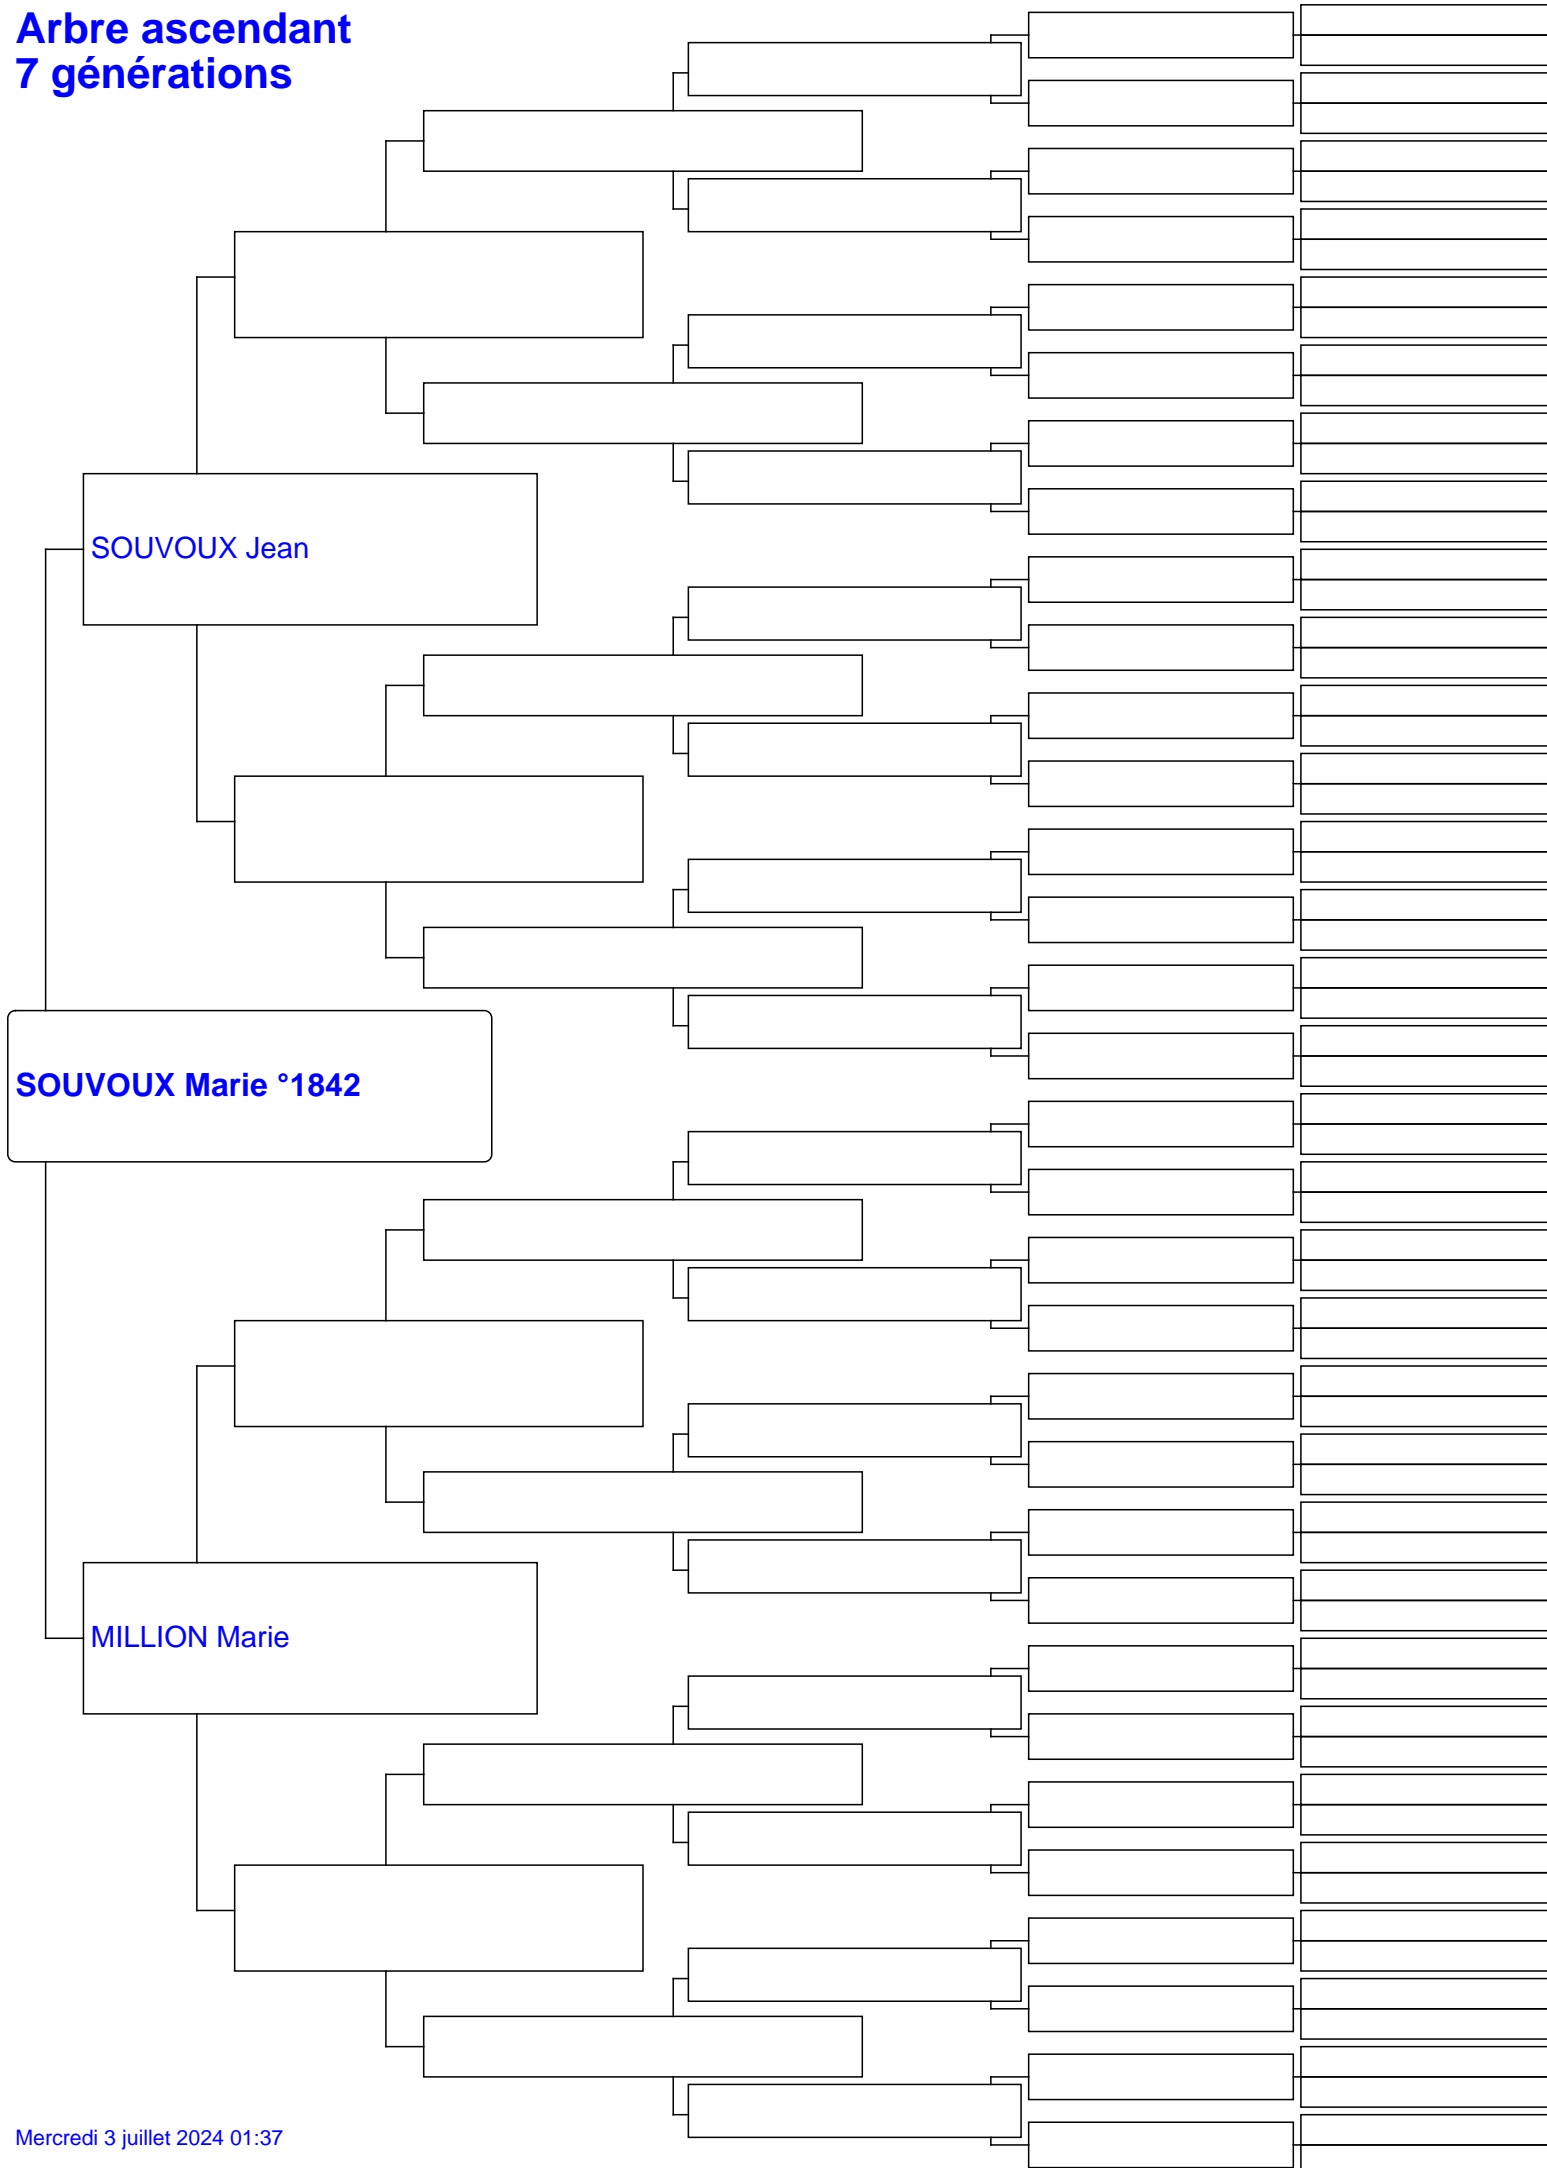 Arbre ascendant
7 générations
SOUVOUX Jean
SOUVOUX Marie °1842
MILLION Marie
Mercredi 3 juillet 2024 01:37